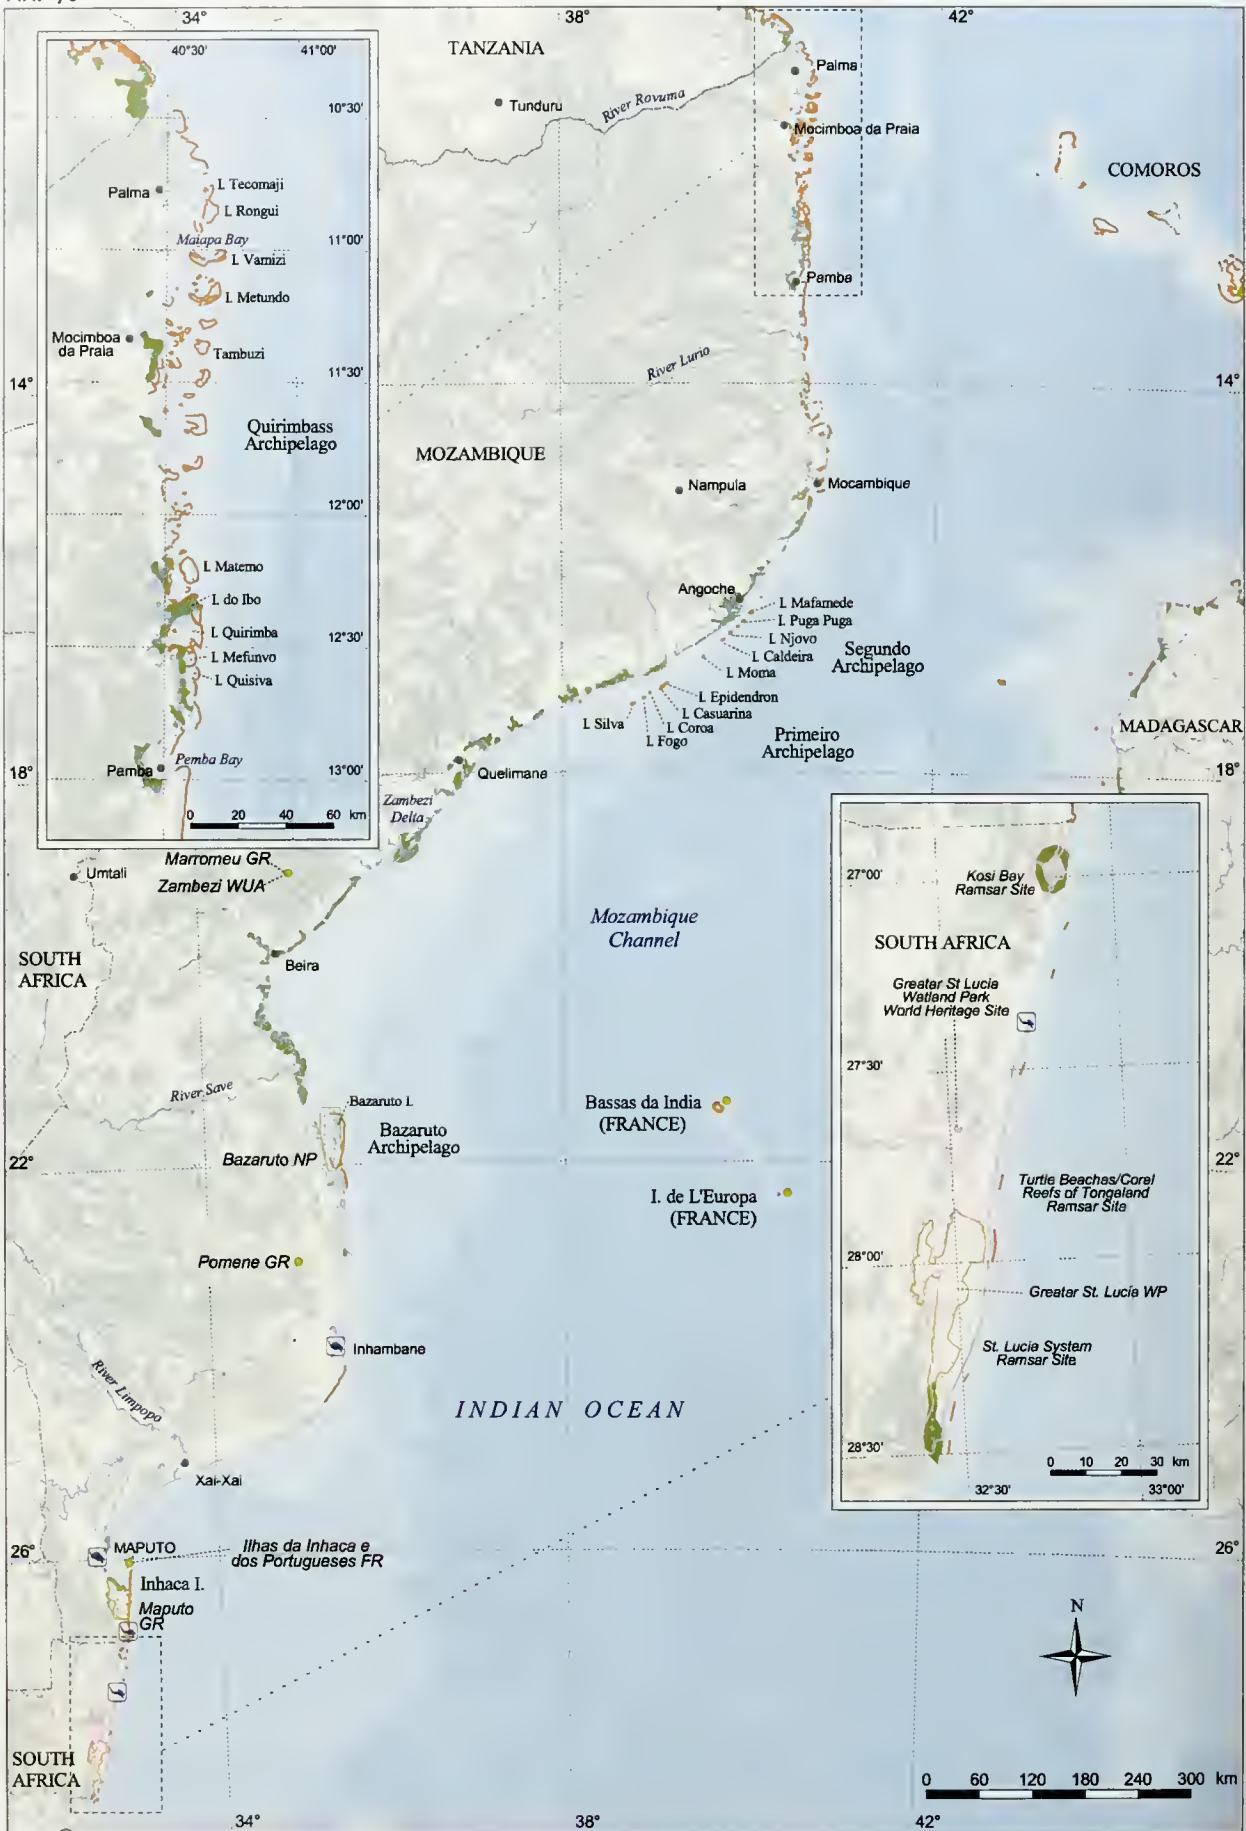 34°
38°
42°
40°30'
41°00'
10°30'
Palma
I. Tecomaji
I. Rongui
Maiapa Bay
11°00'
I. Vamizi
I. Metundo
Mocimboa
da Praia
Tambuzi
11°30'
Quirimbass
Archipelago
12°00'
I. Matemo
I. do Ibo
I. Quirimba
12°30'
I. Mefunvo
I. Quisiva
Pemba
Pemba Bay
13°00'
0 20 40 60 km
TANZANIA
Tunduru
River Rovuma
Palma
Mocimboa da Praia
COMOROS
Pemba
River Lurio
14°
14°
MOZAMBIQUE
Nampula
Mocambique
Angoche
I. Mafamede
I. Puga Puga
I. Njovo
I. Caldeira
I. Moma
Segundo
Archipelago
I. Epidendron
I. Casuarina
I. Coroa
I. Fogo
I. Silva
Primeiro
Archipelago
MADAGASCAR
18°
18°
Quelimane
Zambezi
Delta
Marromeu GR
Zambezi WUA
Umtali
Mozambique
Channel
SOUTH
AFRICA
Beira
River Save
Bazaruto I.
Bazaruto
Archipelago
Bazaruto NP
Bassas da India
(FRANCE)
22°
22°
I. de L'Europa
(FRANCE)
Pomene GR
Inhambane
River Limpopo
INDIAN OCEAN
Xai-Xai
26°
26°
MAPUTO
Ilhas da Inhaca e
dos Portugueses FR
Inhaca I.
Maputo
GR
SOUTH
AFRICA
27°00'
Kosi Bay
Ramsar Site
SOUTH AFRICA
Greater St Lucia
Wetland Park
World Heritage Site
27°30'
Turtle Beaches/Coral
Reefs of Tongaland
Ramsar Site
28°00'
Greater St. Lucia WP
St. Lucia System
Ramsar Site
28°30'
0 10 20 30 km
32°30'
33°00'
N
0 60 120 180 240 300 km
34°
38°
42°